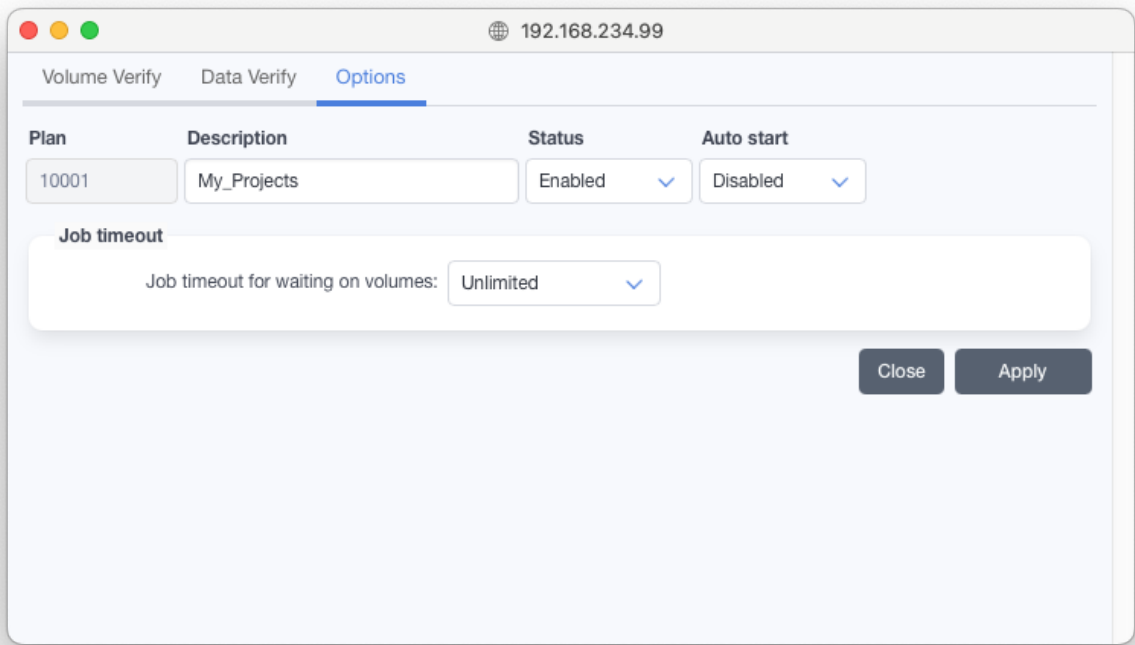 192.168.234.99
Volume Verify Data Verify Options
Plan Description Status Auto start
10001 My_Projects Enabled Disabled
Job timeout
Job timeout for waiting on volumes: Unlimited
Close Apply